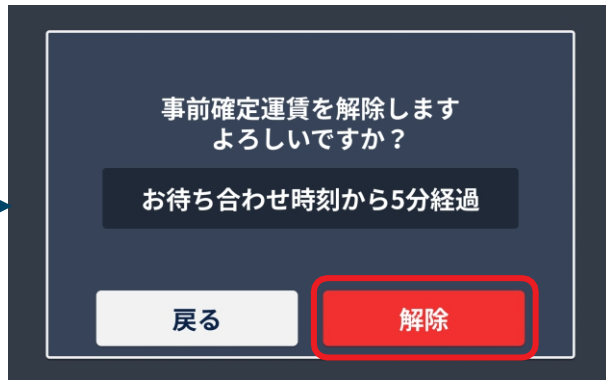 事前確定運賃を解除します
よろしいですか？
お待ち合わせ時刻から5分経過
戻る
解除